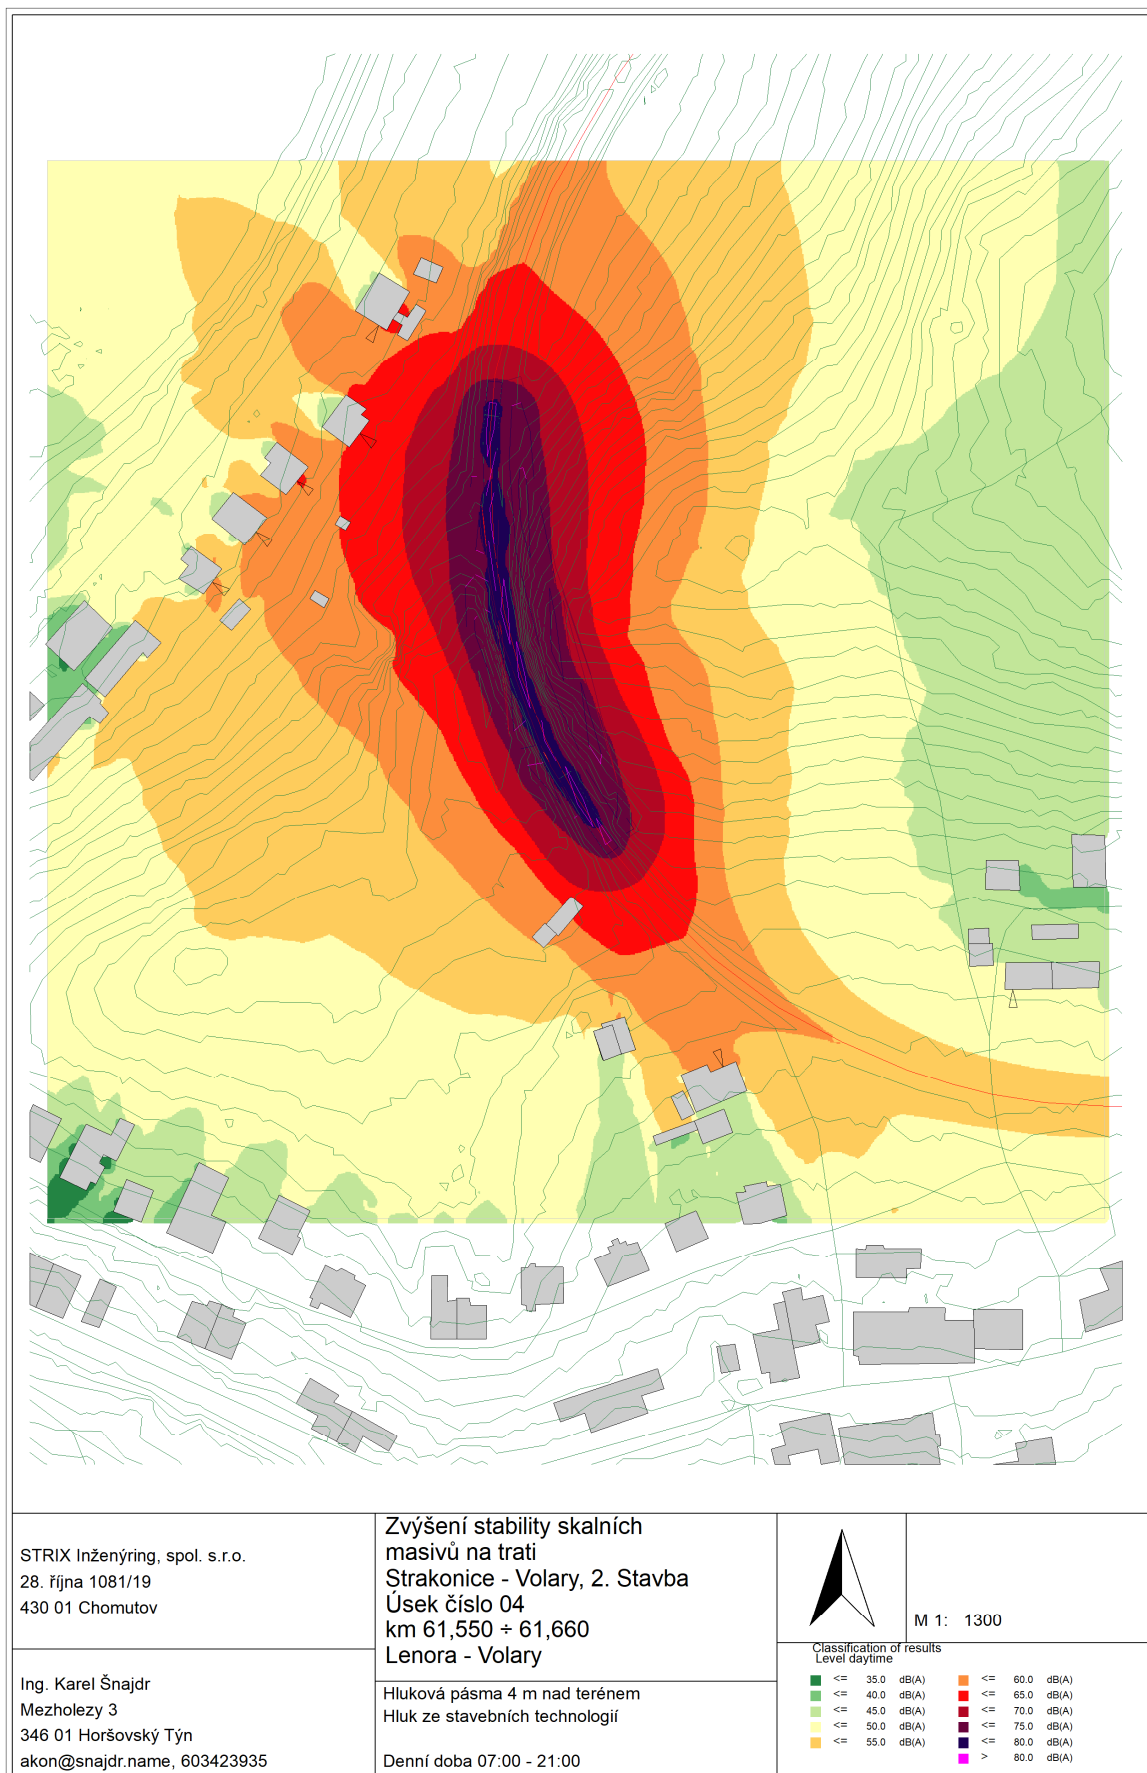 STRIX Inženýring, spol. s.r.o.
28. října 1081/19
430 01 Chomutov
Ing. Karel Šnajdr
Mezholezy 3
346 01 Horšovský Týn
akon@snajdr.name, 603423935
Zvýšení stability skalních
masivů na trati
Strakonice - Volary, 2. Stavba
Úsek číslo 04
km 61,550 ÷ 61,660
Lenora - Volary
Hluková pásma 4 m nad terénem
Hluk ze stavebních technologií
Denní doba 07:00 - 21:00
M 1: 1300
Classification of results
Level daytime
<= 35.0 dB(A)
<= 40.0 dB(A)
<= 45.0 dB(A)
<= 50.0 dB(A)
<= 55.0 dB(A)
<= 60.0 dB(A)
<= 65.0 dB(A)
<= 70.0 dB(A)
<= 75.0 dB(A)
<= 80.0 dB(A)
> 80.0 dB(A)